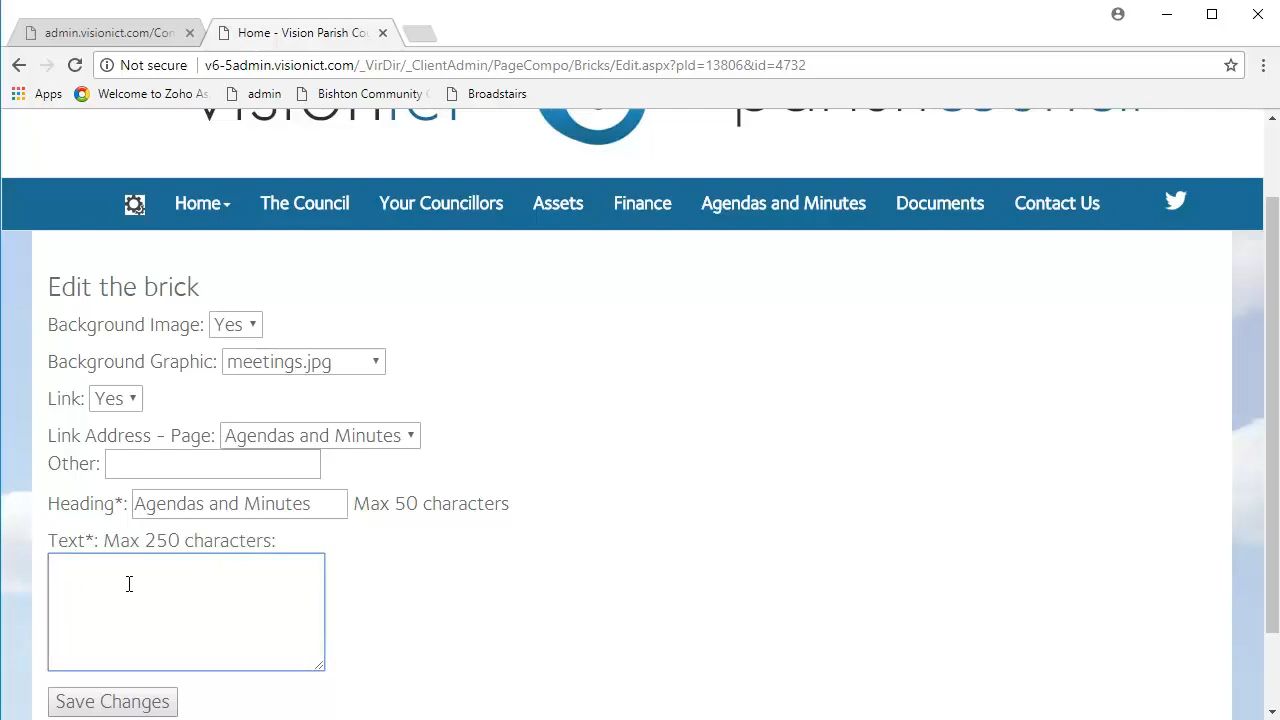 admin.visionict.com/Con
Home - Vision Parish Co
Not secure
v6-5admin.visionict.com/_VirDir/_ClientAdmin/PageCompo/Bricks/Edit.aspx?pId=13806&id=4732
Apps
Welcome to Zoho As
admin
Bishton Community
Broadstairs
Home
The Council
Your Councillors
Assets
Finance
Agendas and Minutes
Documents
Contact Us
Edit the brick
Background Image: Yes
Background Graphic: meetings.jpg
Link: Yes
Link Address - Page: Agendas and Minutes
Other:
Heading*: Agendas and Minutes Max 50 characters
Text*: Max 250 characters:
Save Changes